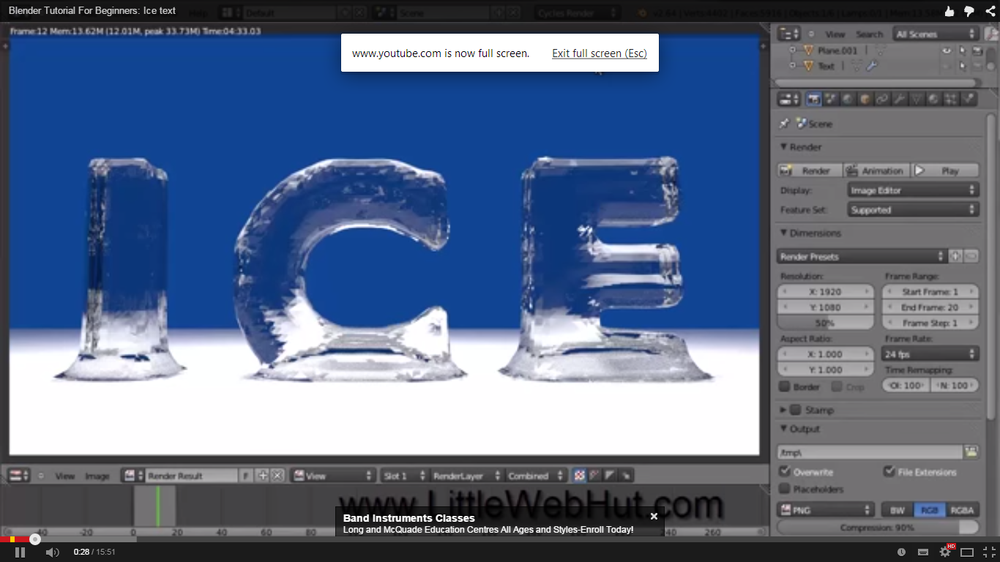 Blender Tutorial For Beginners: Ice text
Help Default Scene Cycles Render
Frame:12 Mem:13.62M (12.01M, peak 33.73M) Time:04:33.03
www.youtube.com is now full screen. Exit full screen (Esc)
View Search All Scenes
Plane.001
Text
Scene
Render
Render Animation Play
Display: Image Editor
Feature Set: Supported
Dimensions
Render Presets
Resolution: Frame Range:
X: 1920 Start Frame: 1
Y: 1080 End Frame: 20
50% Frame Step: 1
Aspect Ratio: Frame Rate:
X: 1.000 24 fps
Y: 1.000 Time Remapping:
Border Crop Ol: 100 N: 100
Stamp
Output
/tmp\
Overwrite File Extensions
Placeholders
PNG BW RGB RGBA
Compression: 90%
ICE
View Image Render Result F View Slot 1 RenderLayer Combined
www.LittleWebHut.com
Band Instruments Classes
Long and McQuade Education Centres All Ages and Styles-Enroll Today!
-40 -20 0 20 40 60 80 240 260
0:28 / 15:51 HD